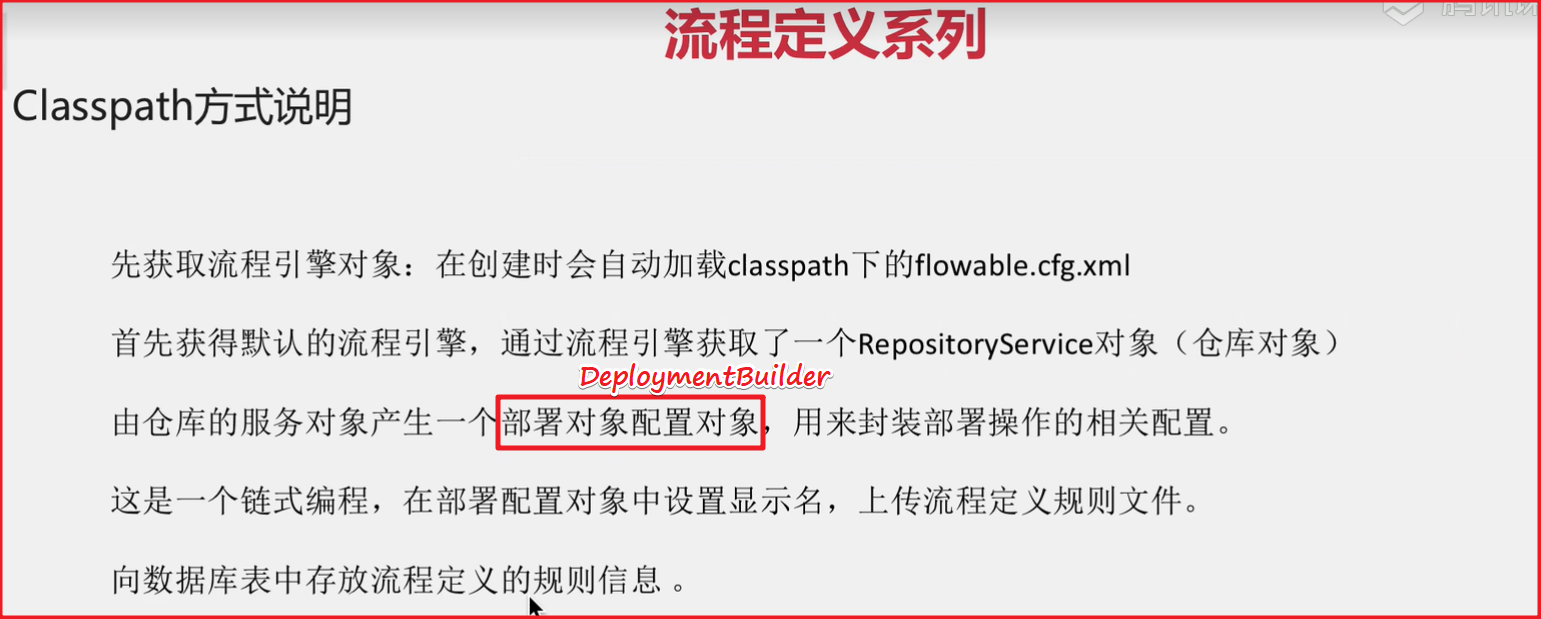 流程定义系列
Classpath方式说明
先获取流程引擎对象：在创建时会自动加载classpath下的flowable.cfg.xml
首先获得默认的流程引擎，通过流程引擎获取了一个RepositoryService对象（仓库对象）
DeploymentBuilder
由仓库的服务对象产生一个部署对象配置对象，用来封装部署操作的相关配置。
这是一个链式编程，在部署配置对象中设置显示名，上传流程定义规则文件。
向数据库表中存放流程定义的规则信息 。